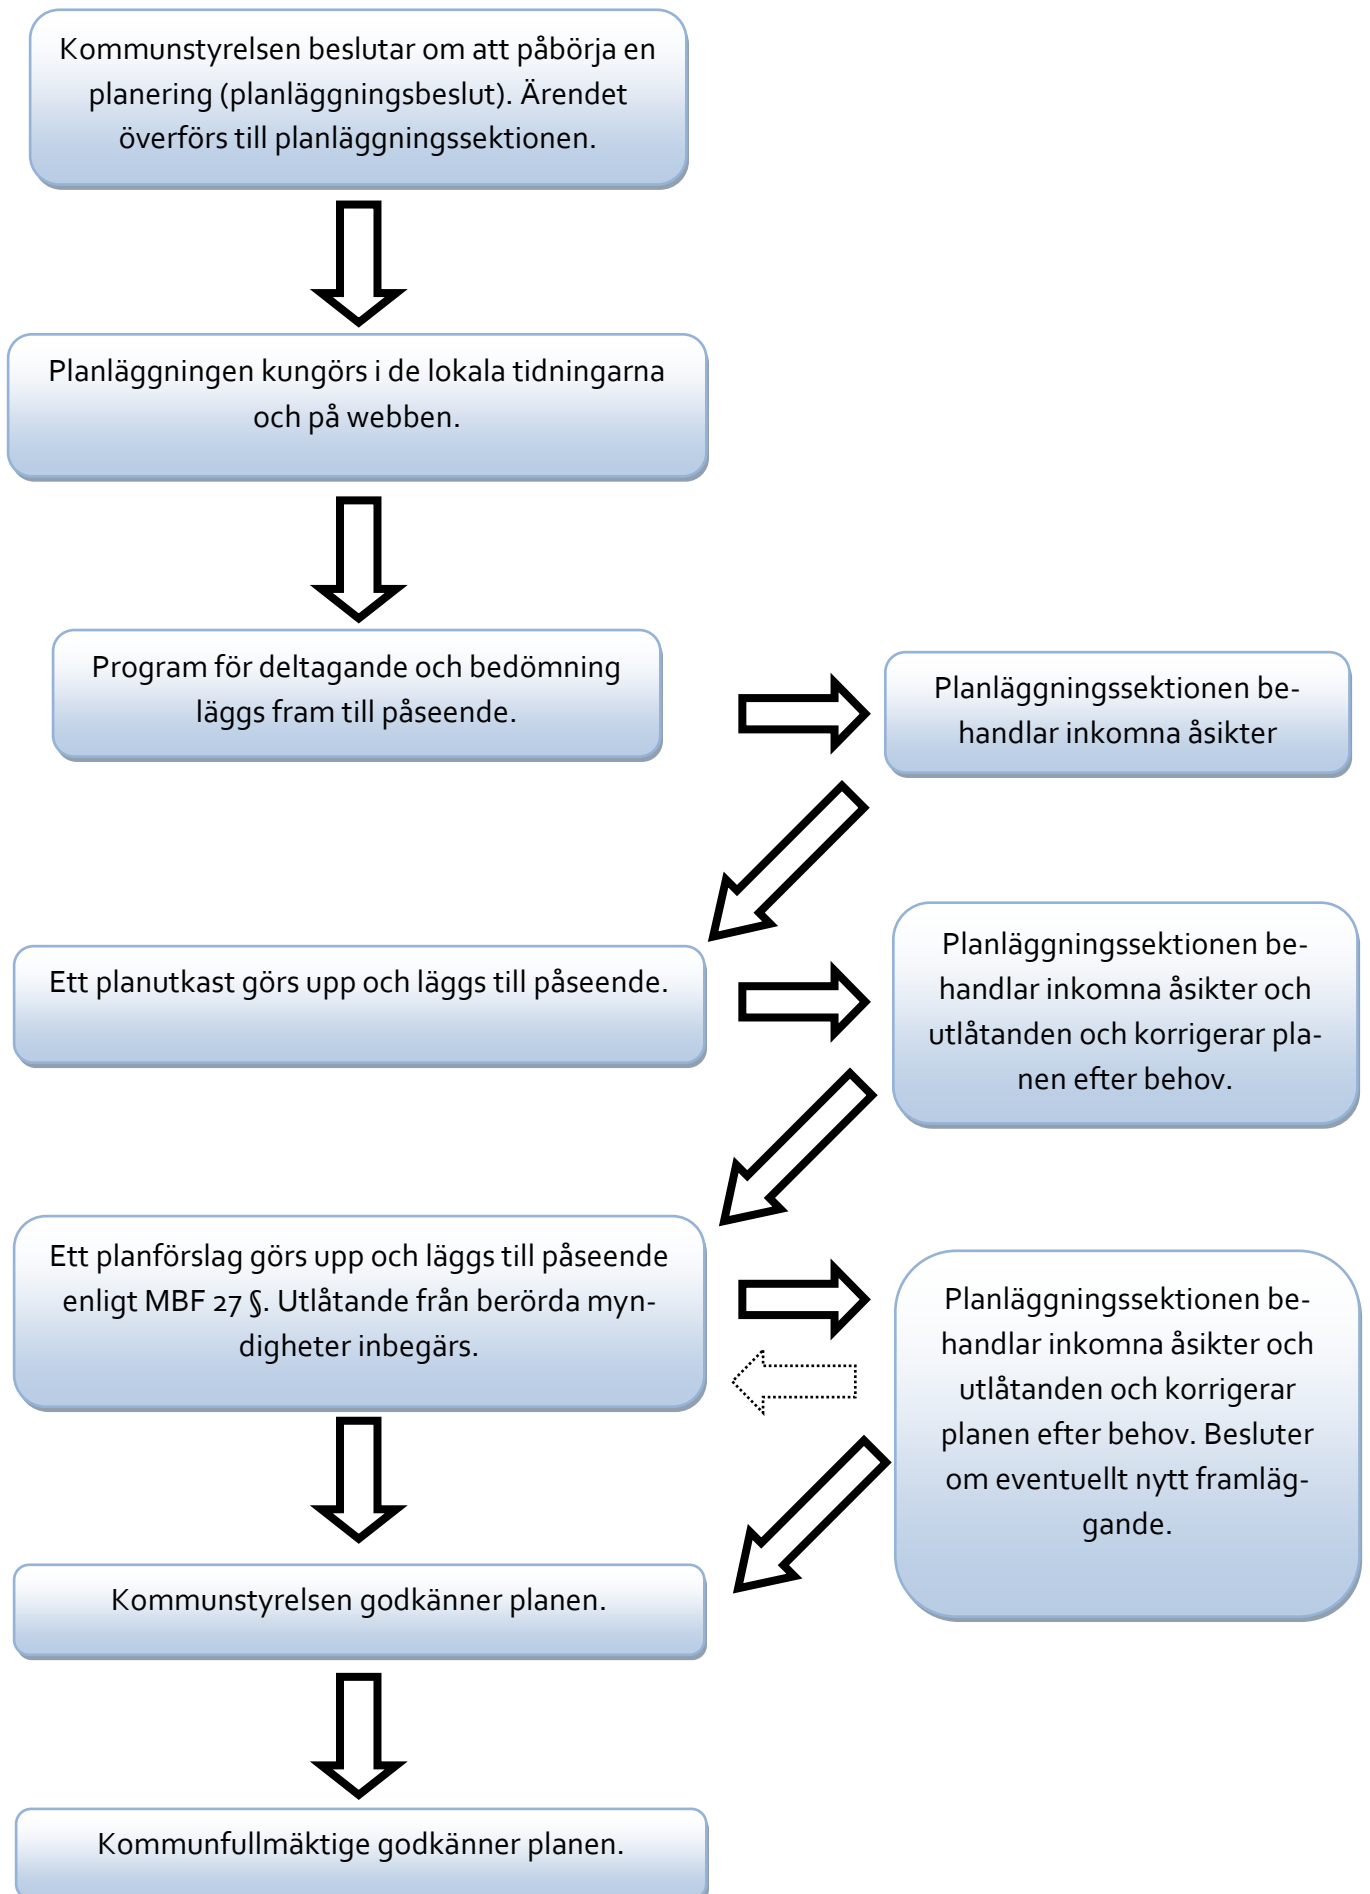 Kommunstyrelsen beslutar om att påbörja en
planering (planläggningsbeslut). Ärendet
överförs till planläggningssektionen.
Planläggningen kungörs i de lokala tidningarna
och på webben.
Program för deltagande och bedömning
läggs fram till påseende.
Planläggningssektionen be-
handlar inkomna åsikter
Ett planutkast görs upp och läggs till påseende.
Planläggningssektionen be-
handlar inkomna åsikter och
utlåtanden och korrigerar pla-
nen efter behov.
Ett planförslag görs upp och läggs till påseende
enligt MBF 27 §. Utlåtande från berörda myn-
digheter inbegärs.
Planläggningssektionen be-
handlar inkomna åsikter och
utlåtanden och korrigerar
planen efter behov. Besluter
om eventuellt nytt framläg-
gande.
Kommunstyrelsen godkänner planen.
Kommunfullmäktige godkänner planen.